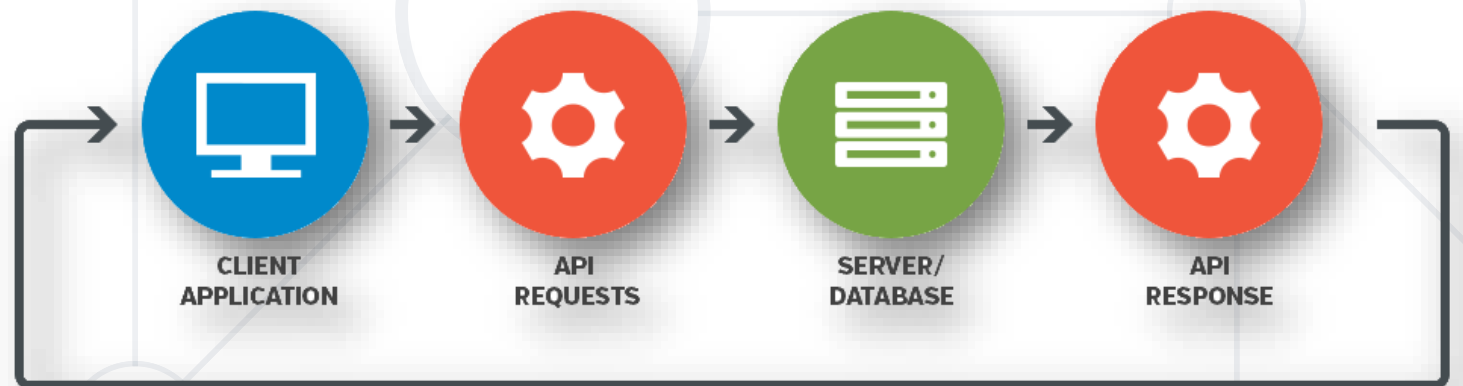 CLIENT
APPLICATION
API
REQUESTS
SERVER/
DATABASE
API
RESPONSE